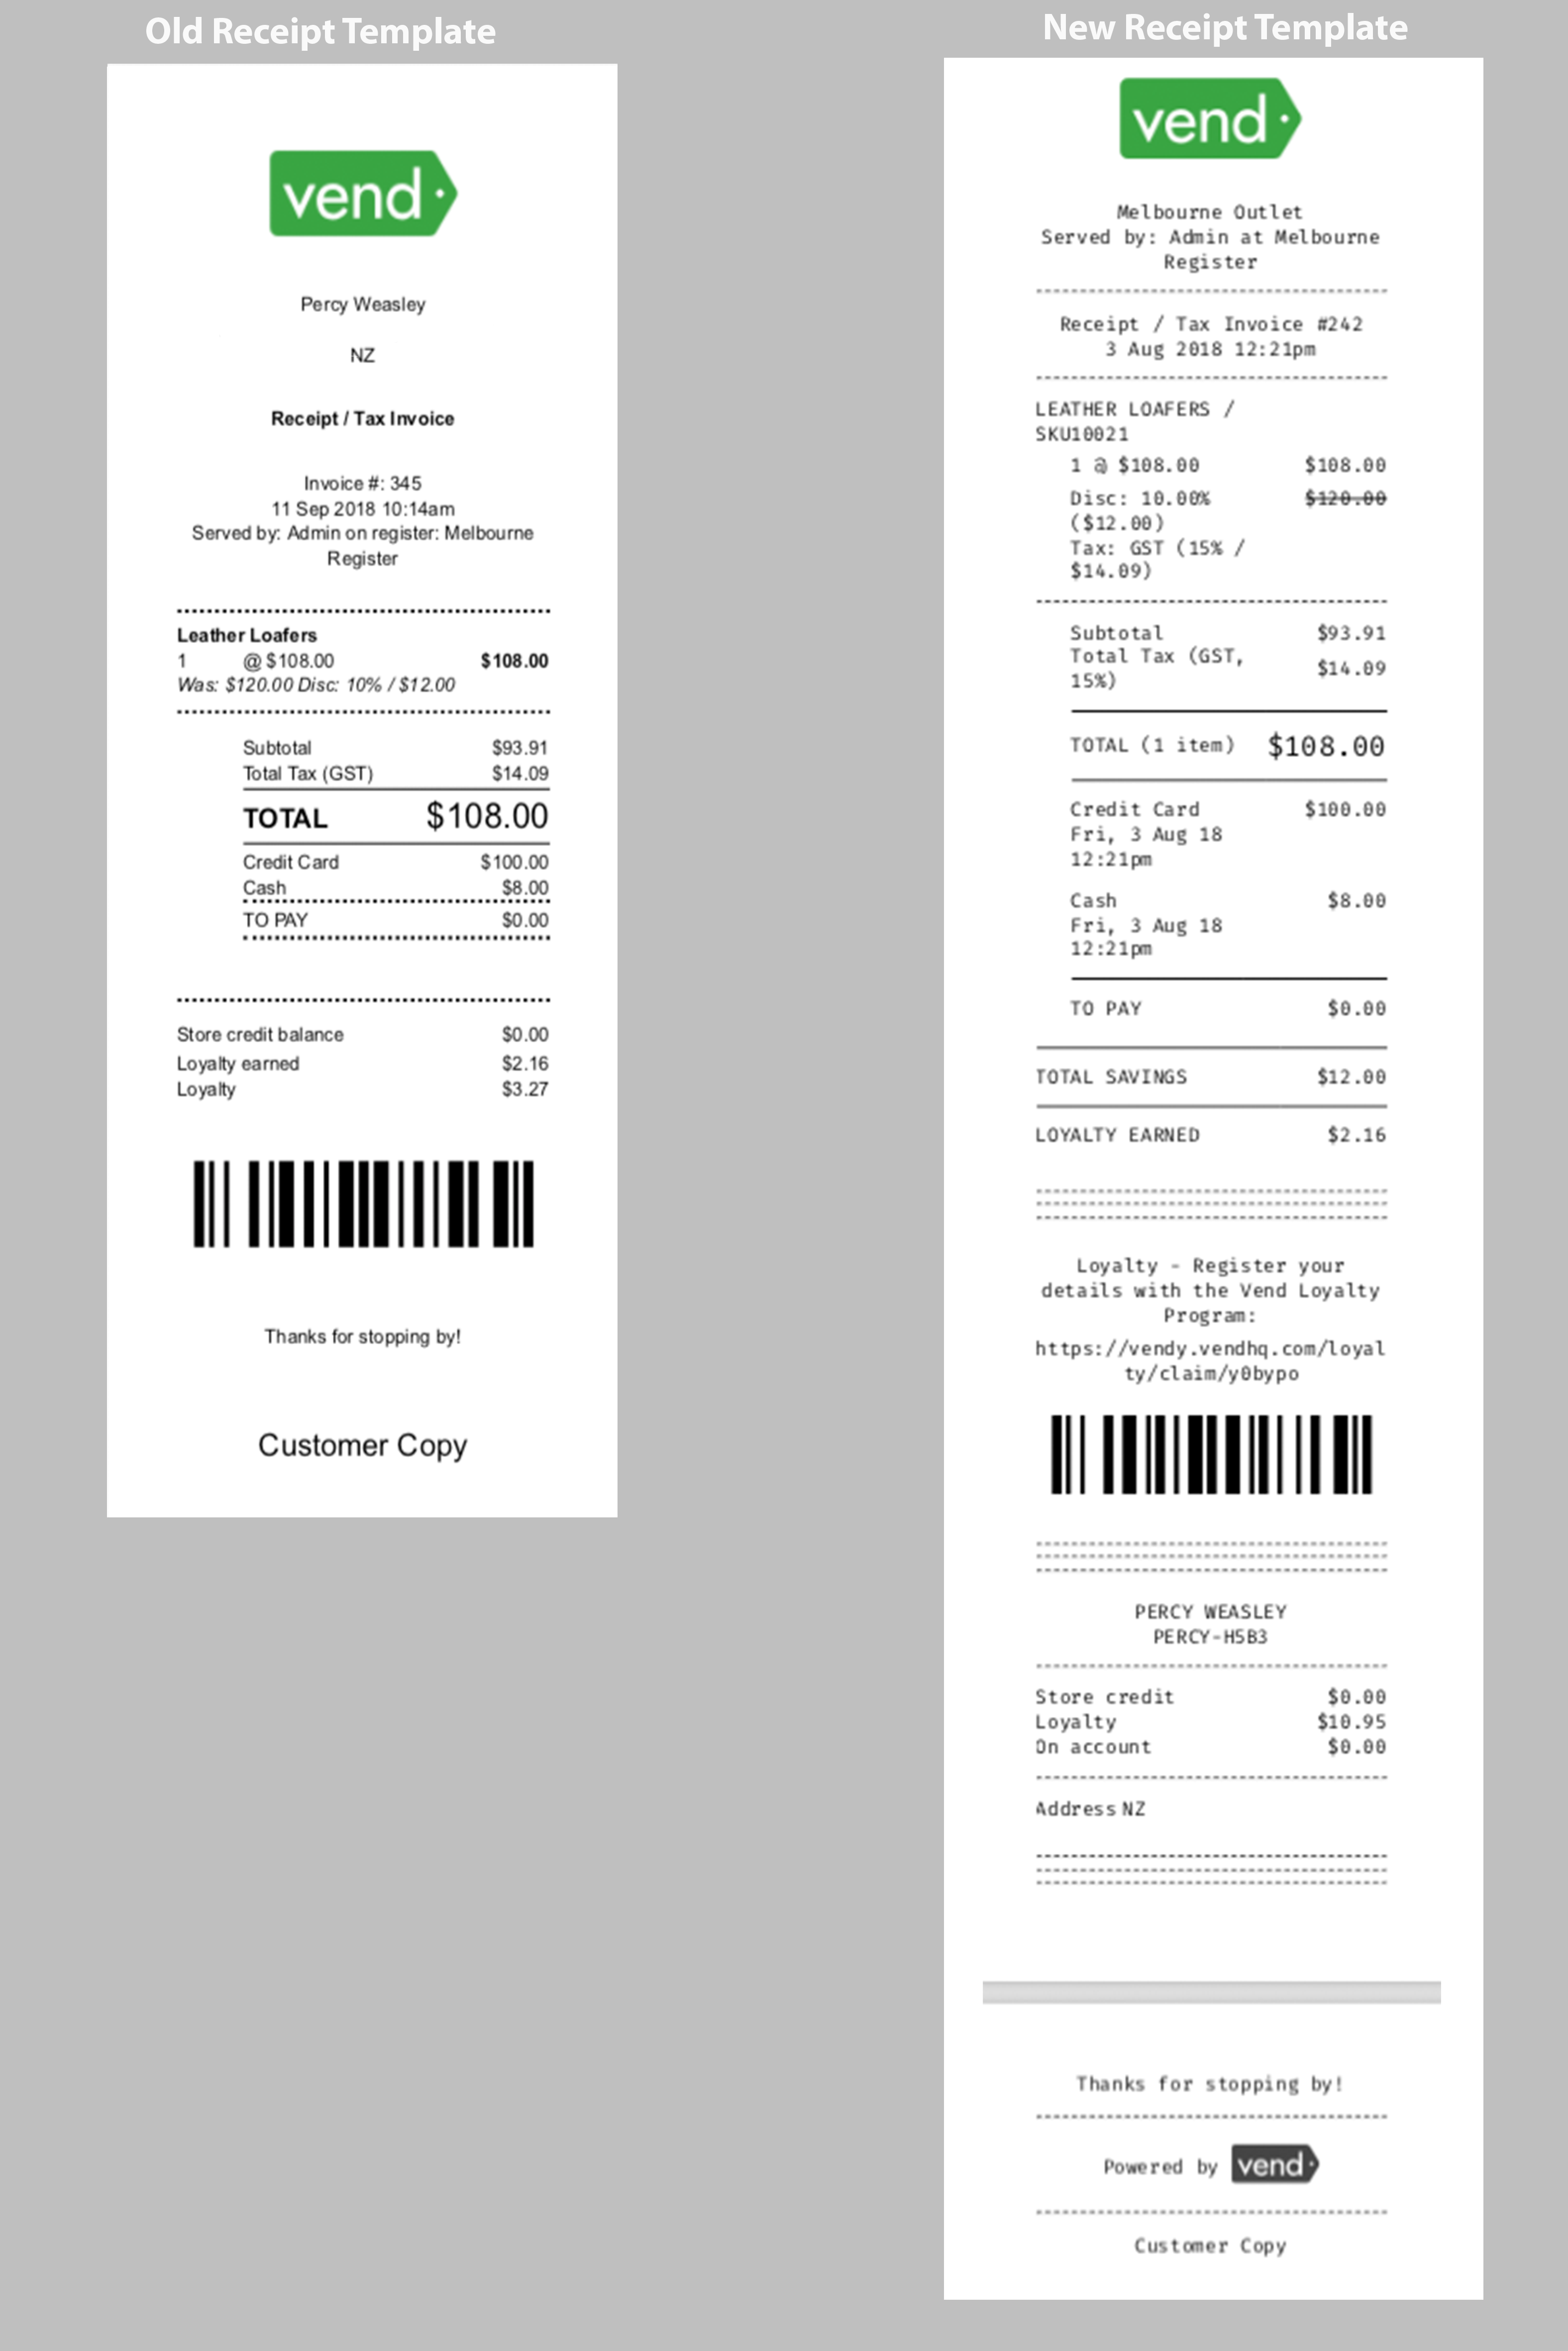 Old Receipt Template
vend
Percy Weasley
NZ
Receipt / Tax Invoice
Invoice #: 345
11 Sep 2018 10:14am
Served by: Admin on register: Melbourne
Register
Leather Loafers
1 @ $108.00 $108.00
Was: $120.00 Disc: 10% / $12.00
Subtotal $93.91
Total Tax (GST) $14.09
TOTAL $108.00
Credit Card $100.00
Cash $8.00
TO PAY $0.00
Store credit balance $0.00
Loyalty earned $2.16
Loyalty $3.27
Thanks for stopping by!
Customer Copy
New Receipt Template
vend
Melbourne Outlet
Served by: Admin at Melbourne
Register
Receipt / Tax Invoice #242
3 Aug 2018 12:21pm
LEATHER LOAFERS /
SKU10021
1 @ $108.00 $108.00
Disc: 10.00% $120.00
($12.00)
Tax: GST (15% /
$14.09)
Subtotal $93.91
Total Tax (GST, $14.09
15%)
TOTAL (1 item) $108.00
Credit Card $100.00
Fri, 3 Aug 18
12:21pm
Cash $8.00
Fri, 3 Aug 18
12:21pm
TO PAY $0.00
TOTAL SAVINGS $12.00
LOYALTY EARNED $2.16
Loyalty - Register your
details with the Vend Loyalty
Program:
https://vendy.vendhq.com/loyal
ty/claim/y0bypo
PERCY WEASLEY
PERCY-H5B3
Store credit $0.00
Loyalty $10.95
On account $0.00
Address NZ
Thanks for stopping by!
Powered by vend
Customer Copy